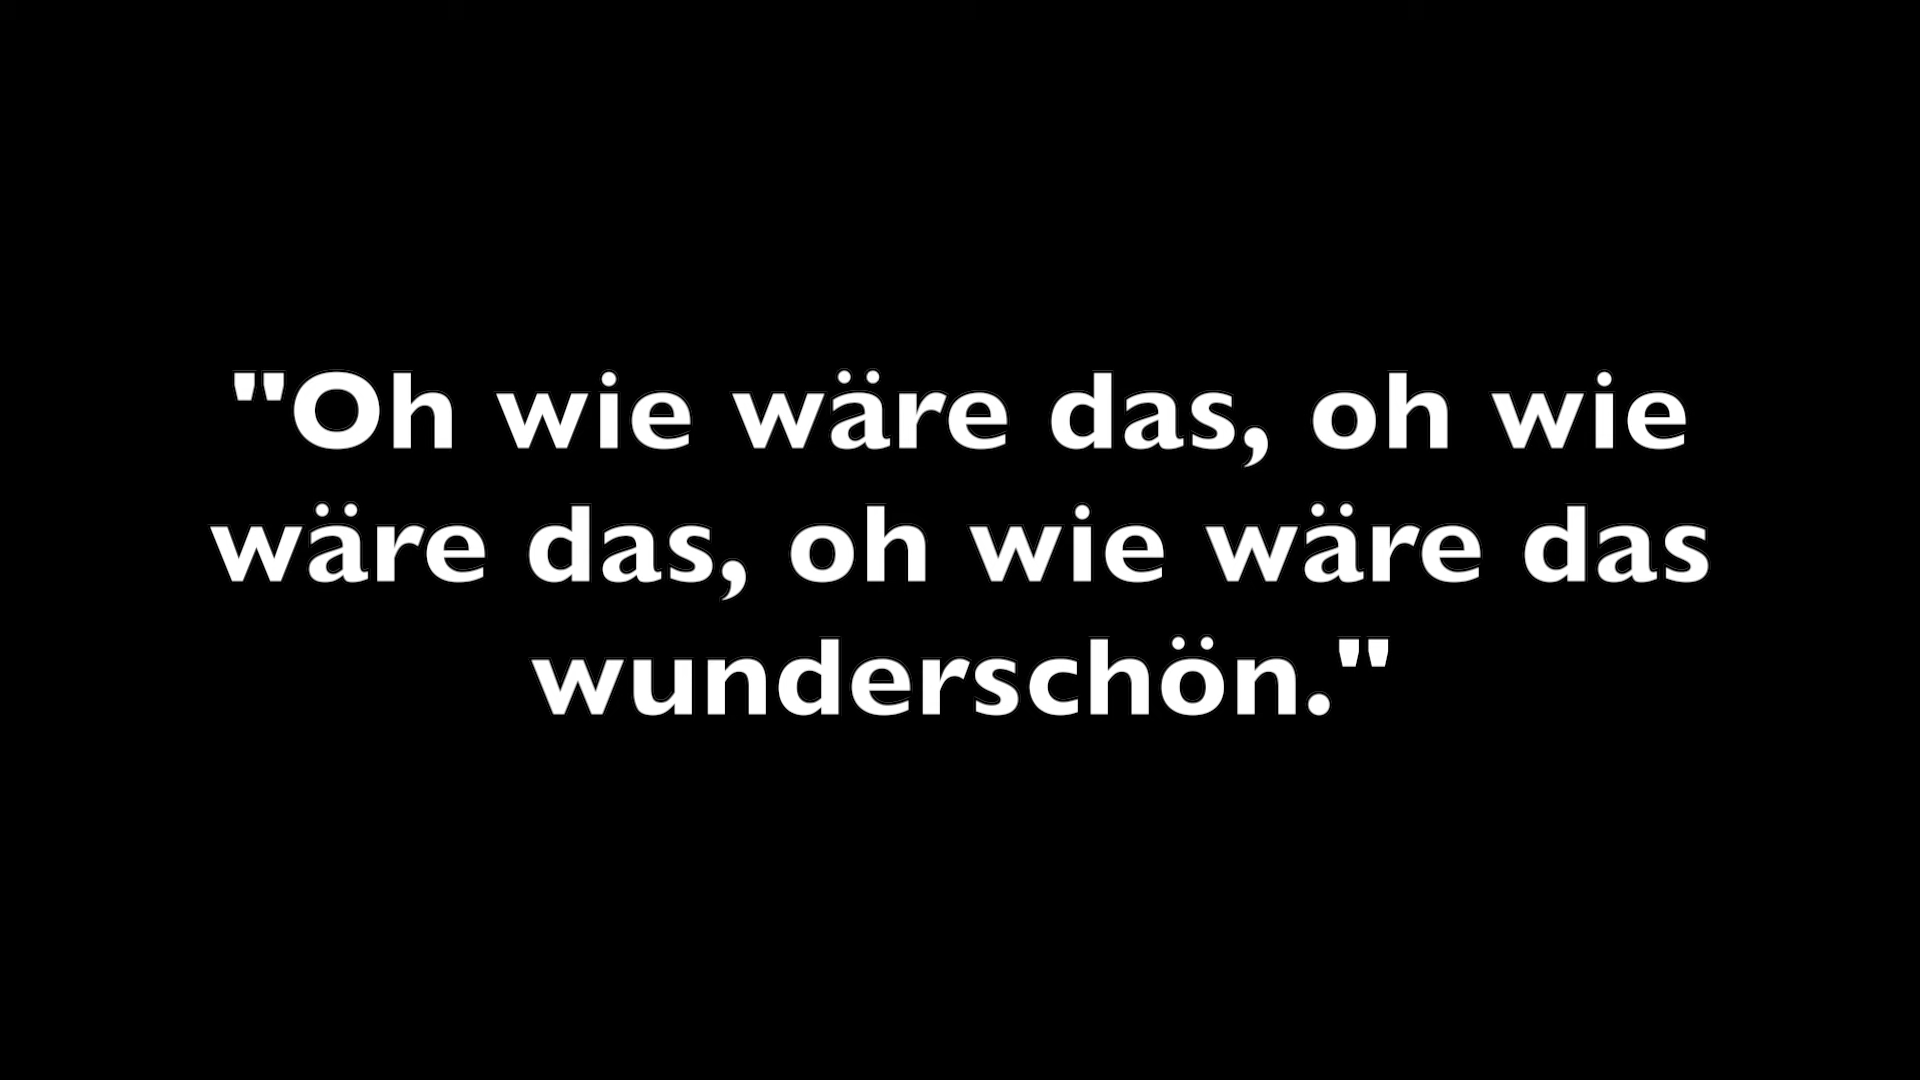 "Oh wie wäre das, oh wie
wäre das, oh wie wäre das
wunderschön."